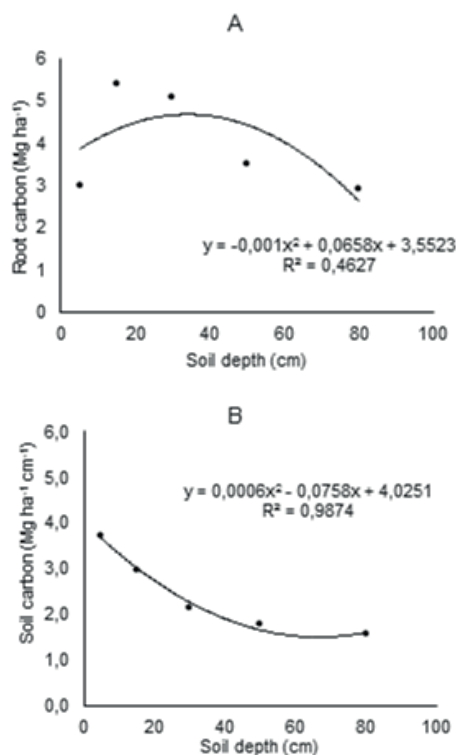 A
6
5
4
3
2
1
0
Root carbon (Mg ha⁻¹)
y = -0,001x² + 0,0658x + 3,5523
R² = 0,4627
0 20 40 60 80 100
Soil depth (cm)
B
6,0
5,0
4,0
3,0
2,0
1,0
0,0
Soil carbon (Mg ha⁻¹ cm⁻¹)
y = 0,0006x² - 0,0758x + 4,0251
R² = 0,9874
0 20 40 60 80 100
Soil depth (cm)